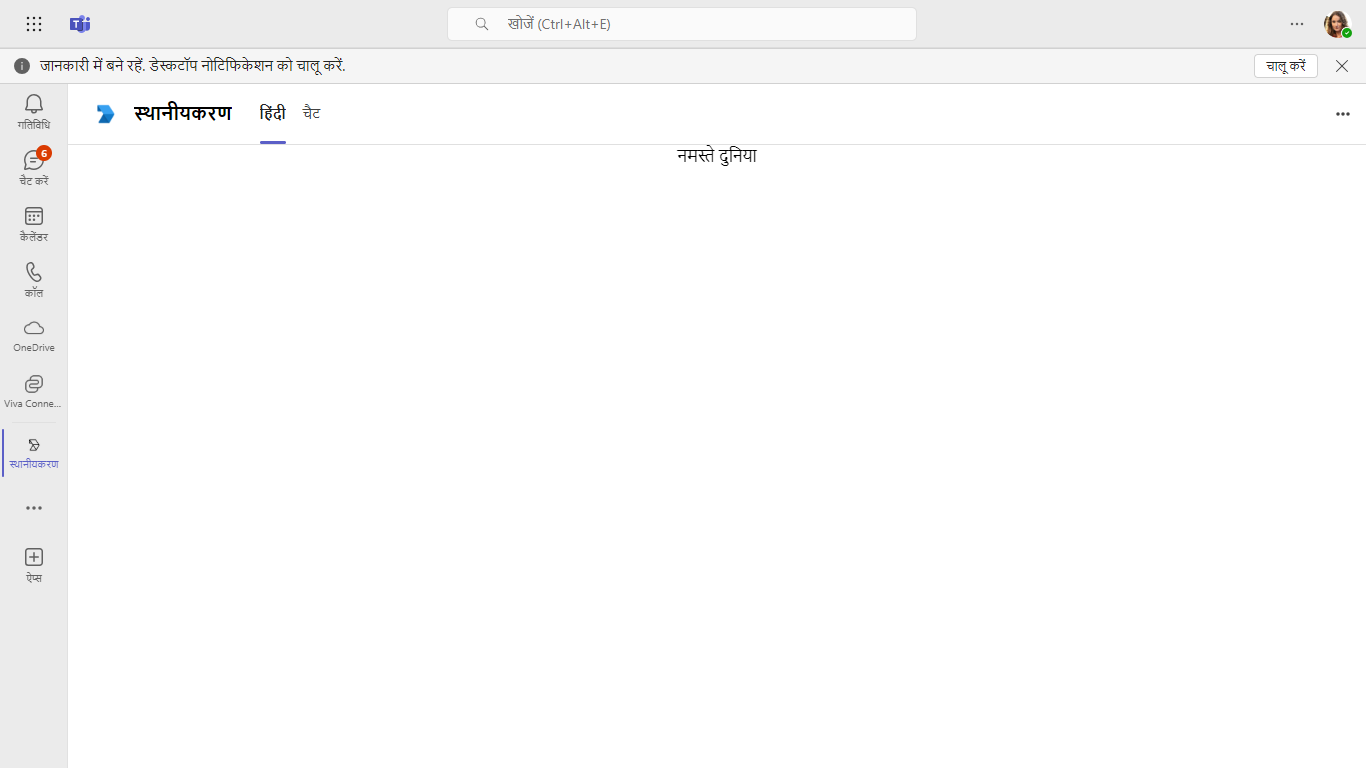 खोजें (Ctrl+Alt+E)
जानकारी में बने रहें. डेस्कटॉप नोटिफिकेशन को चालू करें.
चालू करें
गतिविधि
6
चैट करें
कैलेंडर
कॉल
OneDrive
Viva Conne...
स्थानीयकरण
ऐप्स
स्थानीयकरण हिंदी चैट
नमस्ते दुनिया